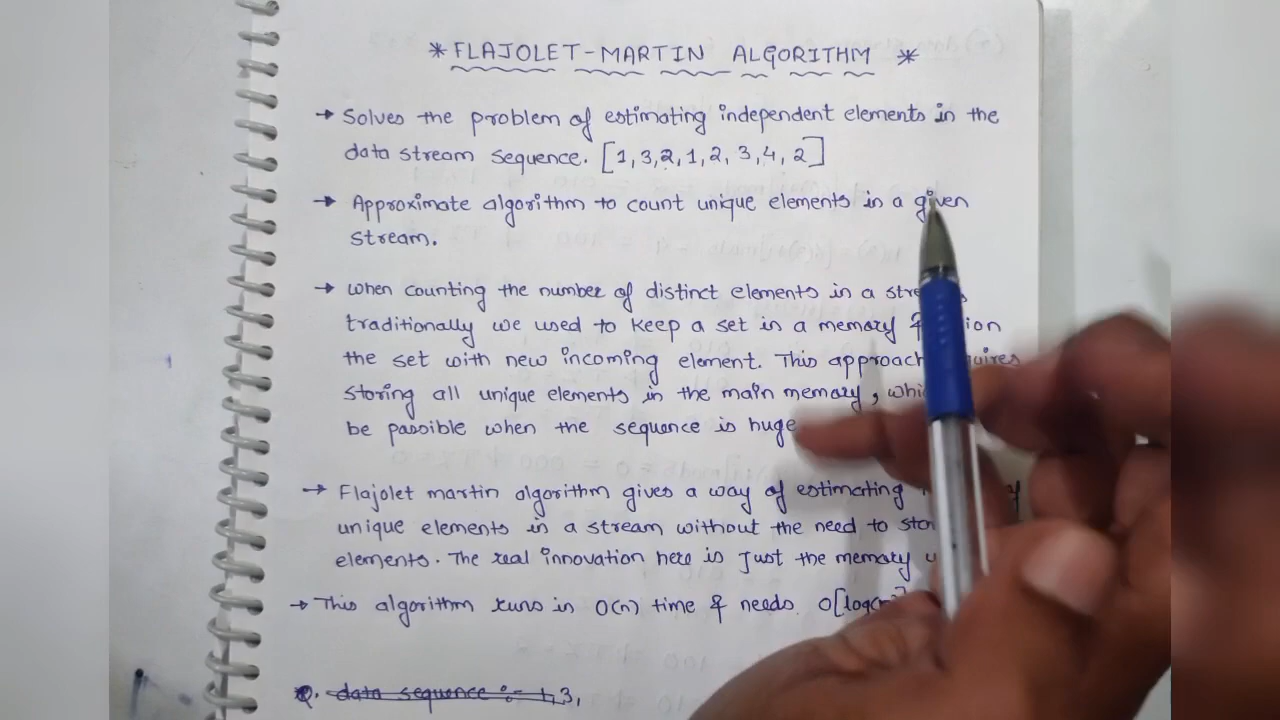 * FLAJOLET-MARTIN ALGORITHM *
→ Solves the problem of estimating independent elements in the
data stream sequence. [1,3,2,1,2,3,4,2]
→ Approximate algorithm to count unique elements in a given
stream.
→ When counting the number of distinct elements in a
traditionally we used to keep a set in a memory &
the set with new incoming element. This approach
storing all unique elements in the main memory,
be possible when the sequence is huge
→ Flajolet martin algorithm gives a way of estimating
unique elements in a stream without the need to
elements. The real innovation here is just the memory
→ This algorithm runs in O(n) time & needs O[log(
Q. data sequence :- 1,3,